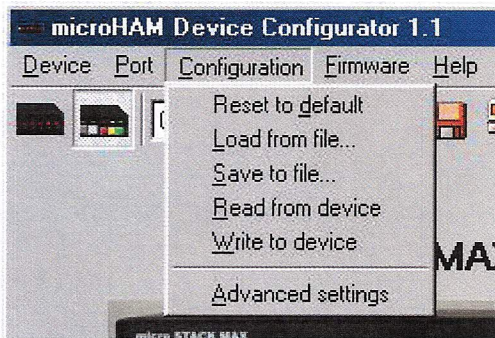 microHAM Device Configurator 1.1
Device Port Configuration Firmware Help
Reset to default
Load from file...
Save to file...
Read from device
Write to device
Advanced settings
MA
micro STACK MAX